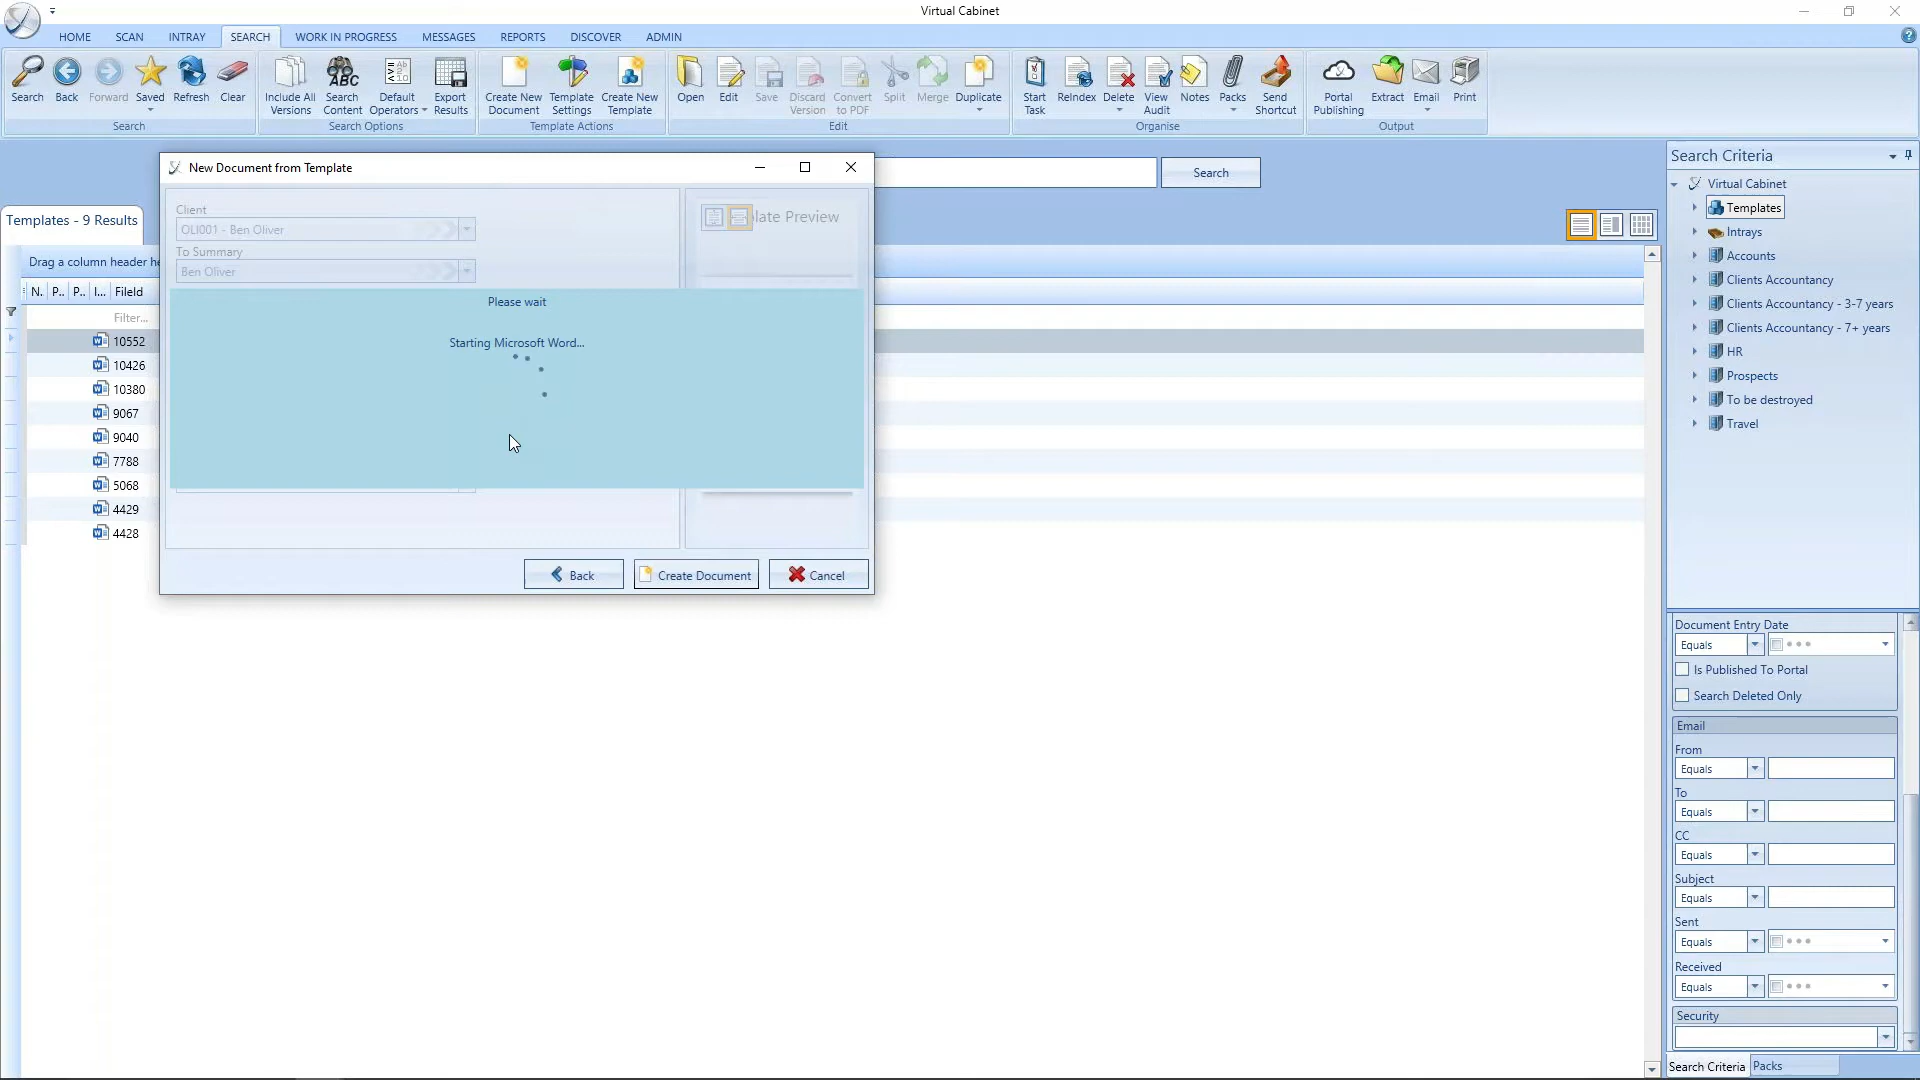 Virtual Cabinet
HOME SCAN INTRAY SEARCH WORK IN PROGRESS MESSAGES REPORTS DISCOVER ADMIN
Search Back Forward Saved Refresh Clear
Search
Include All Versions Search Content Default Operators Export Results
Search Options
Create New Document Template Settings Create New Template
Template Actions
Open Edit Save Discard Version Convert to PDF Split Merge Duplicate
Edit
Start Task ReIndex Delete View Audit Notes Packs Send Shortcut
Organise
Portal Publishing Extract Email Print
Output
New Document from Template
Search
Client
OLI001 - Ben Oliver
To Summary
Ben Oliver
late Preview
Please wait
Starting Microsoft Word...
Back Create Document Cancel
Templates - 9 Results
Drag a column header he
N.. P.. P.. I... FileId
Filter...
10552
10426
10380
9067
9040
7788
5068
4429
4428
Search Criteria
Virtual Cabinet
Templates
Intrays
Accounts
Clients Accountancy
Clients Accountancy - 3-7 years
Clients Accountancy - 7+ years
HR
Prospects
To be destroyed
Travel
Document Entry Date
Equals
Is Published To Portal
Search Deleted Only
Email
From
Equals
To
Equals
CC
Equals
Subject
Equals
Sent
Equals
Received
Equals
Security
Search Criteria Packs